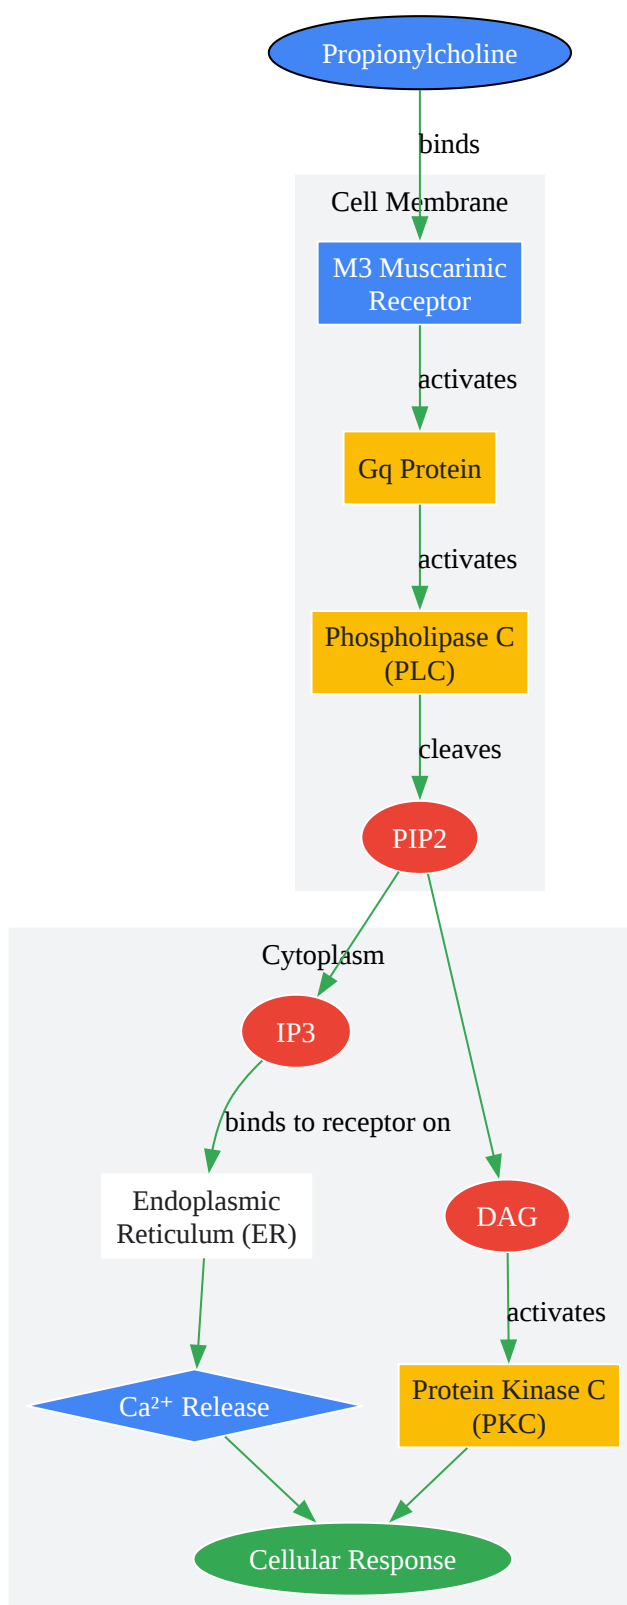 Propionylcholine
binds
Cell Membrane
M3 Muscarinic
Receptor
activates
Gq Protein
activates
Phospholipase C
(PLC)
cleaves
PIP2
Cytoplasm
IP3
binds to receptor on
Endoplasmic
Reticulum (ER)
DAG
activates
Ca²⁺ Release
Protein Kinase C
(PKC)
Cellular Response